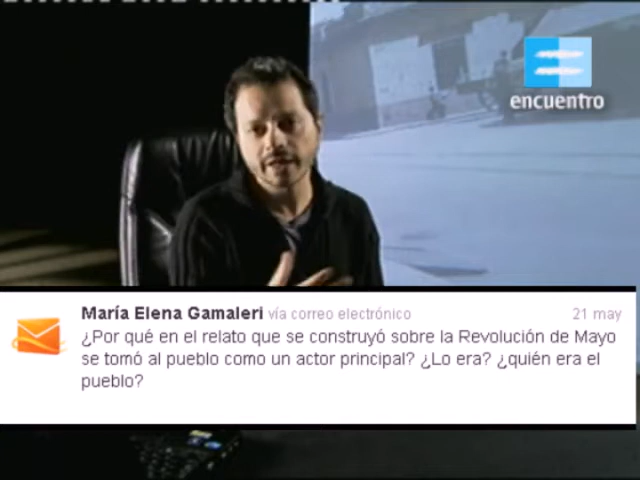 encuentro
María Elena Gamaleri vía correo electrónico 21 may
¿Por qué en el relato que se construyó sobre la Revolución de Mayo
se tomó al pueblo como un actor principal? ¿Lo era? ¿quién era el
pueblo?